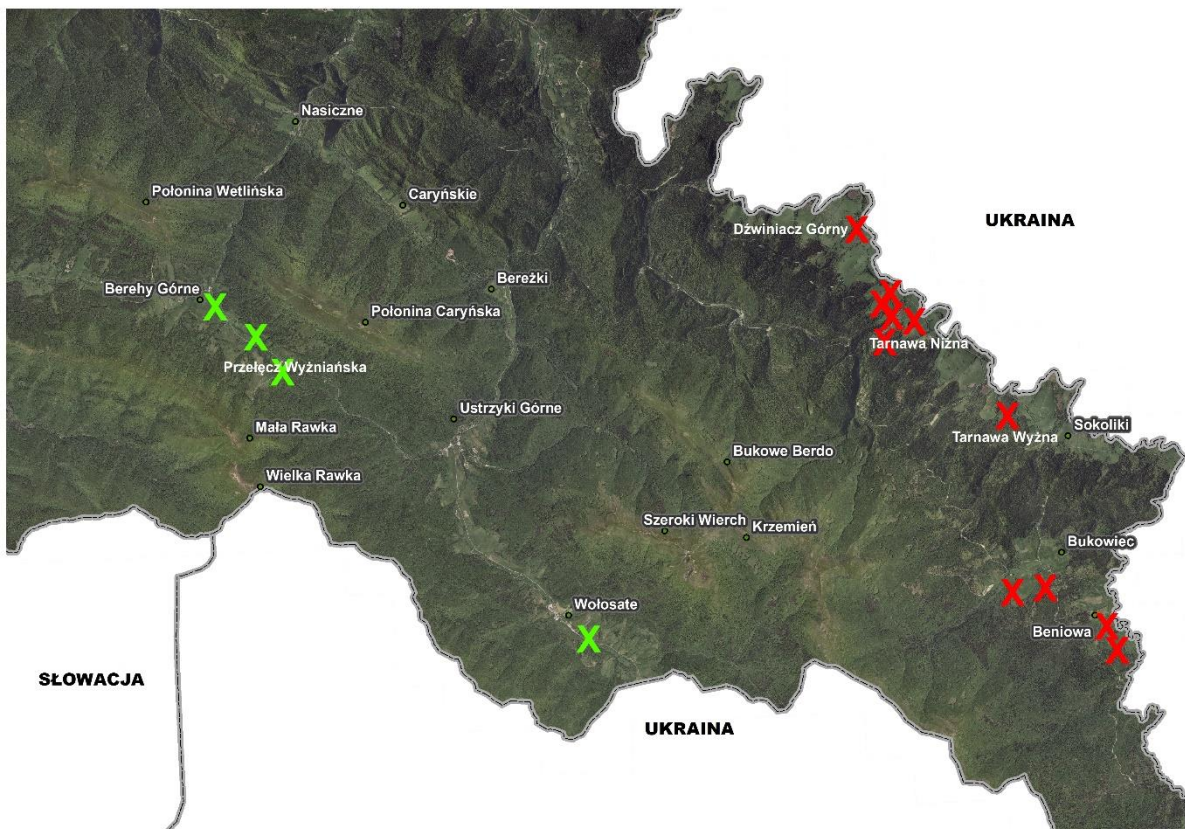 Nasiczne
Połonina Wetlińska
Caryńskie
Dźwiniacz Górny
UKRAINA
Berehy Górne
Bereżki
Połonina Caryńska
Tarnawa Niżna
Przełęcz Wyżniańska
Ustrzyki Górne
Mała Rawka
Tarnawa Wyżna
Sokoliki
Bukowe Berdo
Wielka Rawka
Szeroki Wierch
Krzemień
Bukowiec
Wołosate
Beniowa
SŁOWACJA
UKRAINA